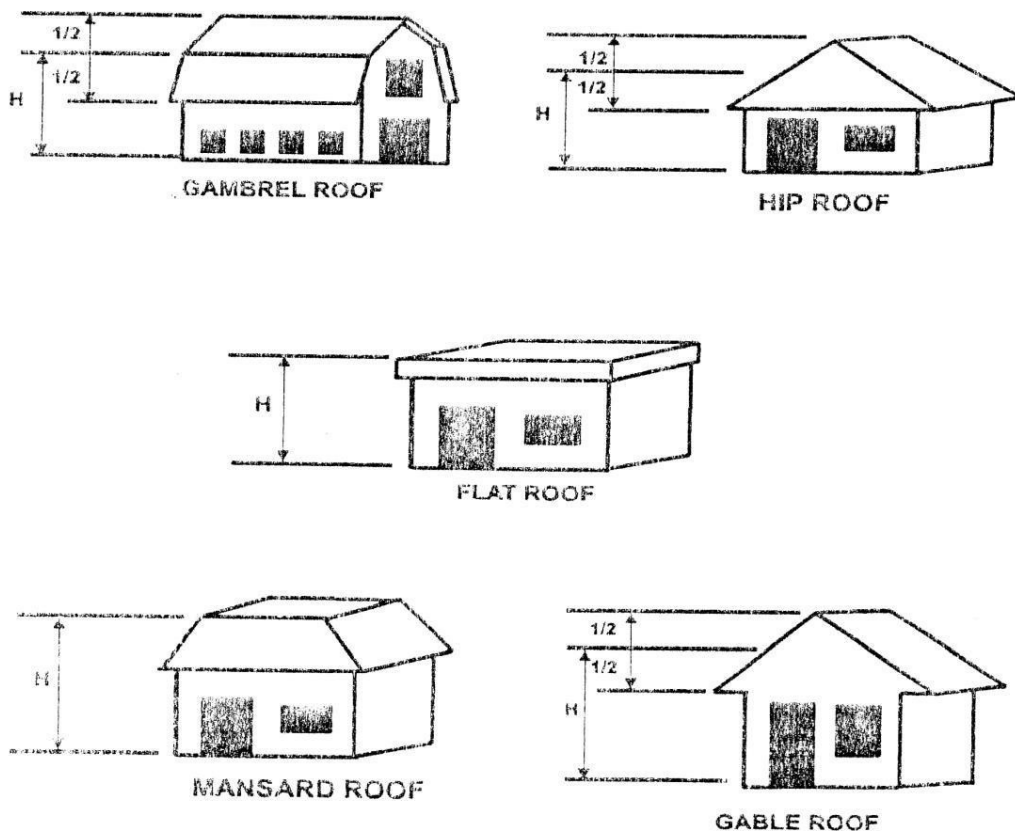 1/2
1/2
H
GAMBREL ROOF
1/2
1/2
H
HIP ROOF
H
FLAT ROOF
H
MANSARD ROOF
1/2
1/2
H
GABLE ROOF